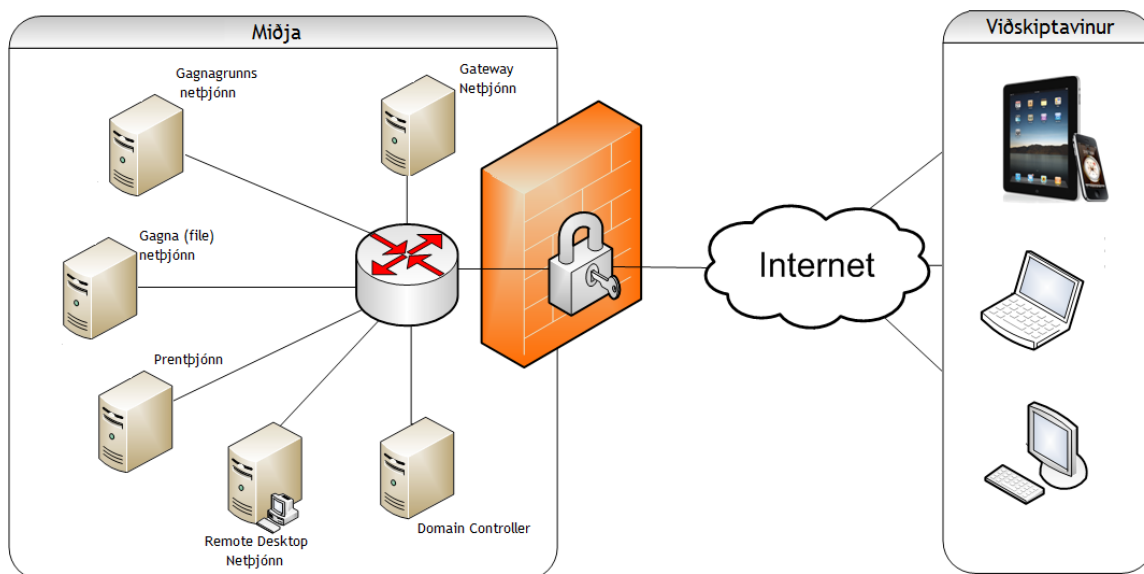 Miðja
Gagnagrunns
netþjónn
Gateway
Netþjónn
Gagna (file)
netþjónn
Prentþjónn
Remote Desktop
Netþjónn
Domain Controller
Internet
Viðskiptavinur